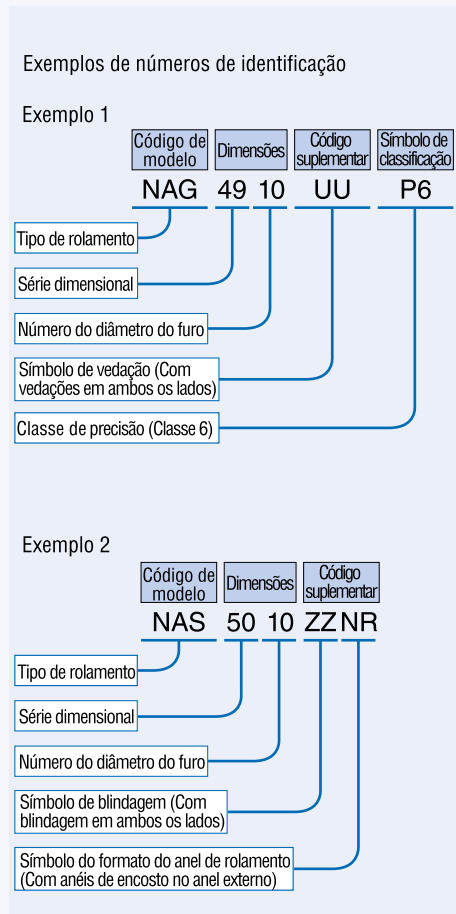 Exemplos de números de identificação
Exemplo 1
Código de modelo
Dimensões
Código suplementar
Símbolo de classificação
NAG 49 10 UU P6
Tipo de rolamento
Série dimensional
Número do diâmetro do furo
Símbolo de vedação (Com
vedações em ambos os lados)
Classe de precisão (Classe 6)
Exemplo 2
Código de modelo
Dimensões
Código suplementar
NAS 50 10 ZZ NR
Tipo de rolamento
Série dimensional
Número do diâmetro do furo
Símbolo de blindagem (Com
blindagem em ambos os lados)
Símbolo do formato do anel de rolamento
(Com anéis de encosto no anel externo)